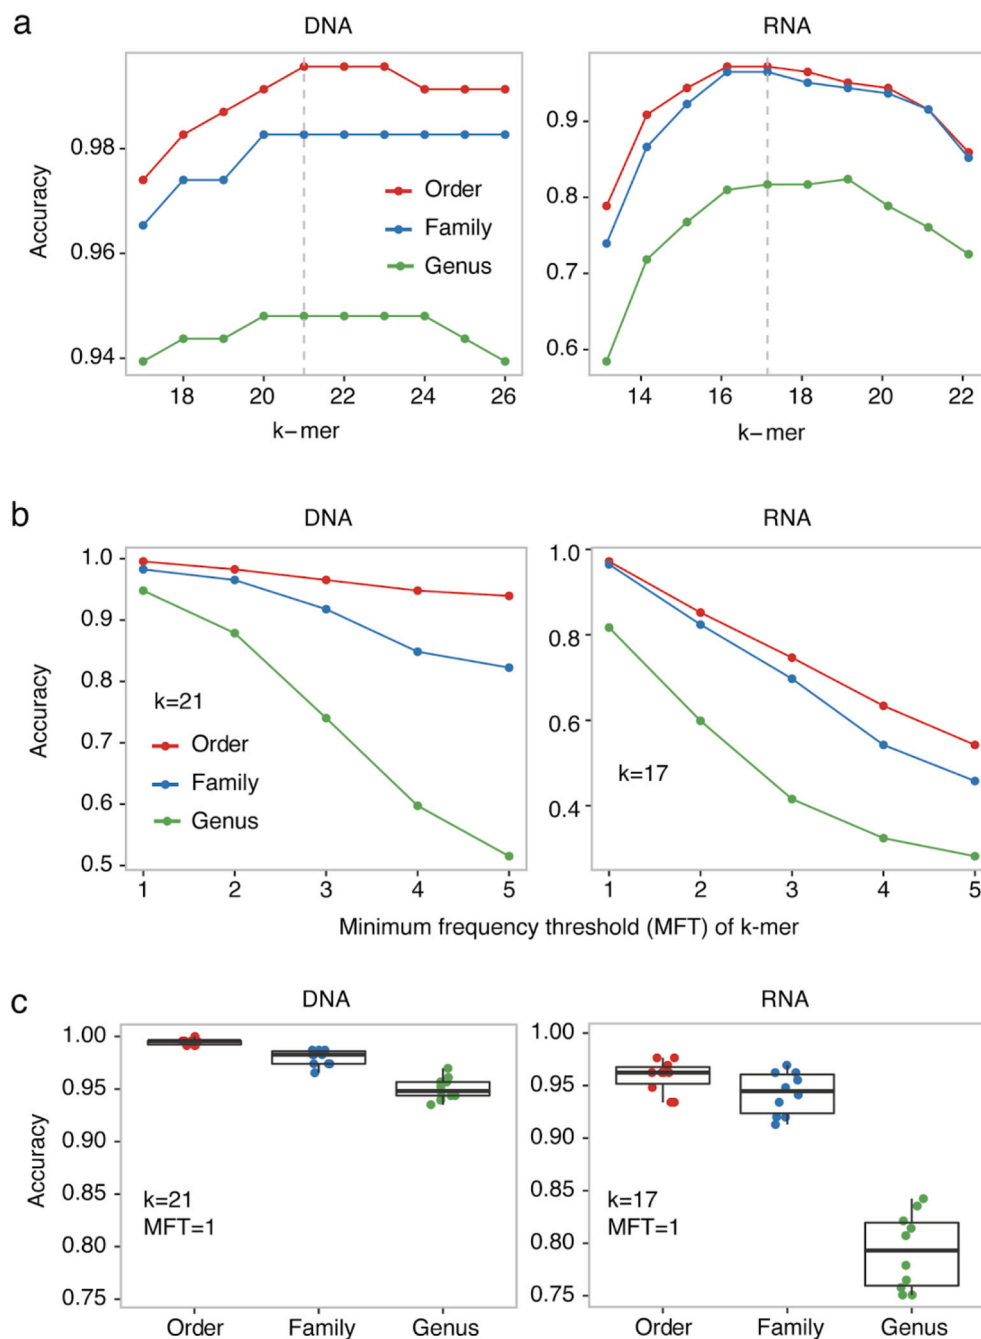 a
DNA
RNA
Accuracy
0.98
0.96
0.94
Order
Family
Genus
18
20
22
24
26
k−mer
0.9
0.8
0.7
0.6
14
16
18
20
22
k−mer
b
DNA
RNA
Accuracy
1.0
0.9
0.8
0.7
0.6
0.5
k=21
Order
Family
Genus
1
2
3
4
5
1.0
0.8
0.6
0.4
k=17
1
2
3
4
5
Minimum frequency threshold (MFT) of k-mer
c
DNA
RNA
Accuracy
1.00
0.95
0.90
0.85
0.80
0.75
k=21
MFT=1
Order
Family
Genus
1.00
0.95
0.90
0.85
0.80
0.75
k=17
MFT=1
Order
Family
Genus